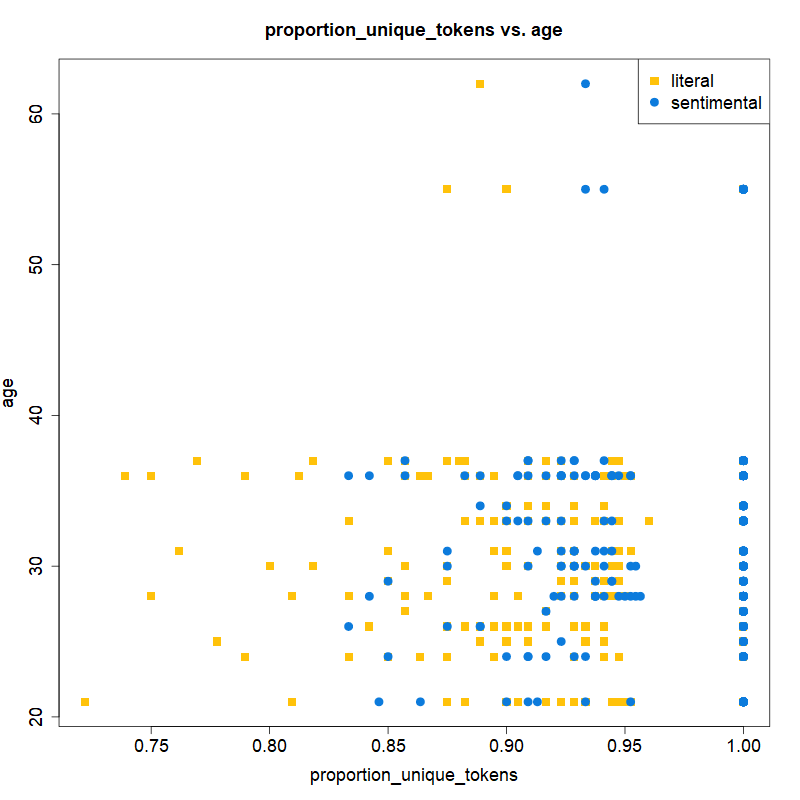 proportion_unique_tokens vs. age
literal
sentimental
age
60
50
40
30
20
0.75 0.80 0.85 0.90 0.95 1.00
proportion_unique_tokens